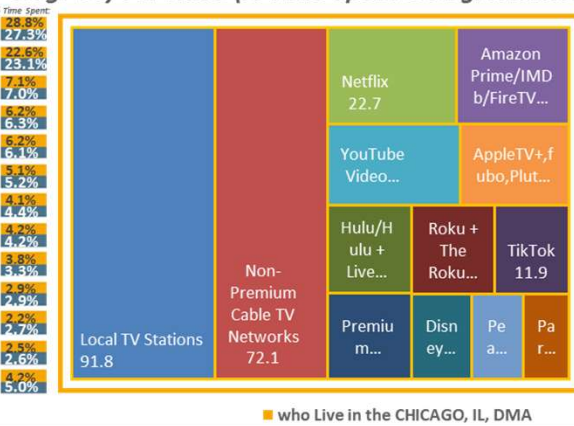 Time Spent:
28.8%
27.3%
22.6%
23.1%
7.1%
7.0%
6.2%
6.3%
6.2%
6.1%
5.1%
5.2%
4.1%
4.4%
4.2%
4.2%
3.8%
3.3%
2.9%
2.9%
2.2%
2.7%
2.5%
2.6%
4.2%
5.0%
Local TV Stations
91.8
Non-
Premium
Cable TV
Networks
72.1
Netflix
22.7
Amazon
Prime/IMD
b/FireTV...
YouTube
Video...
AppleTV+,f
ubo,Plut...
Hulu/H
ulu +
Live...
Roku +
The
Roku...
TikTok
11.9
Premiu
m...
Disn
ey...
Pe
a...
Pa
r...
who Live in the CHICAGO, IL, DMA